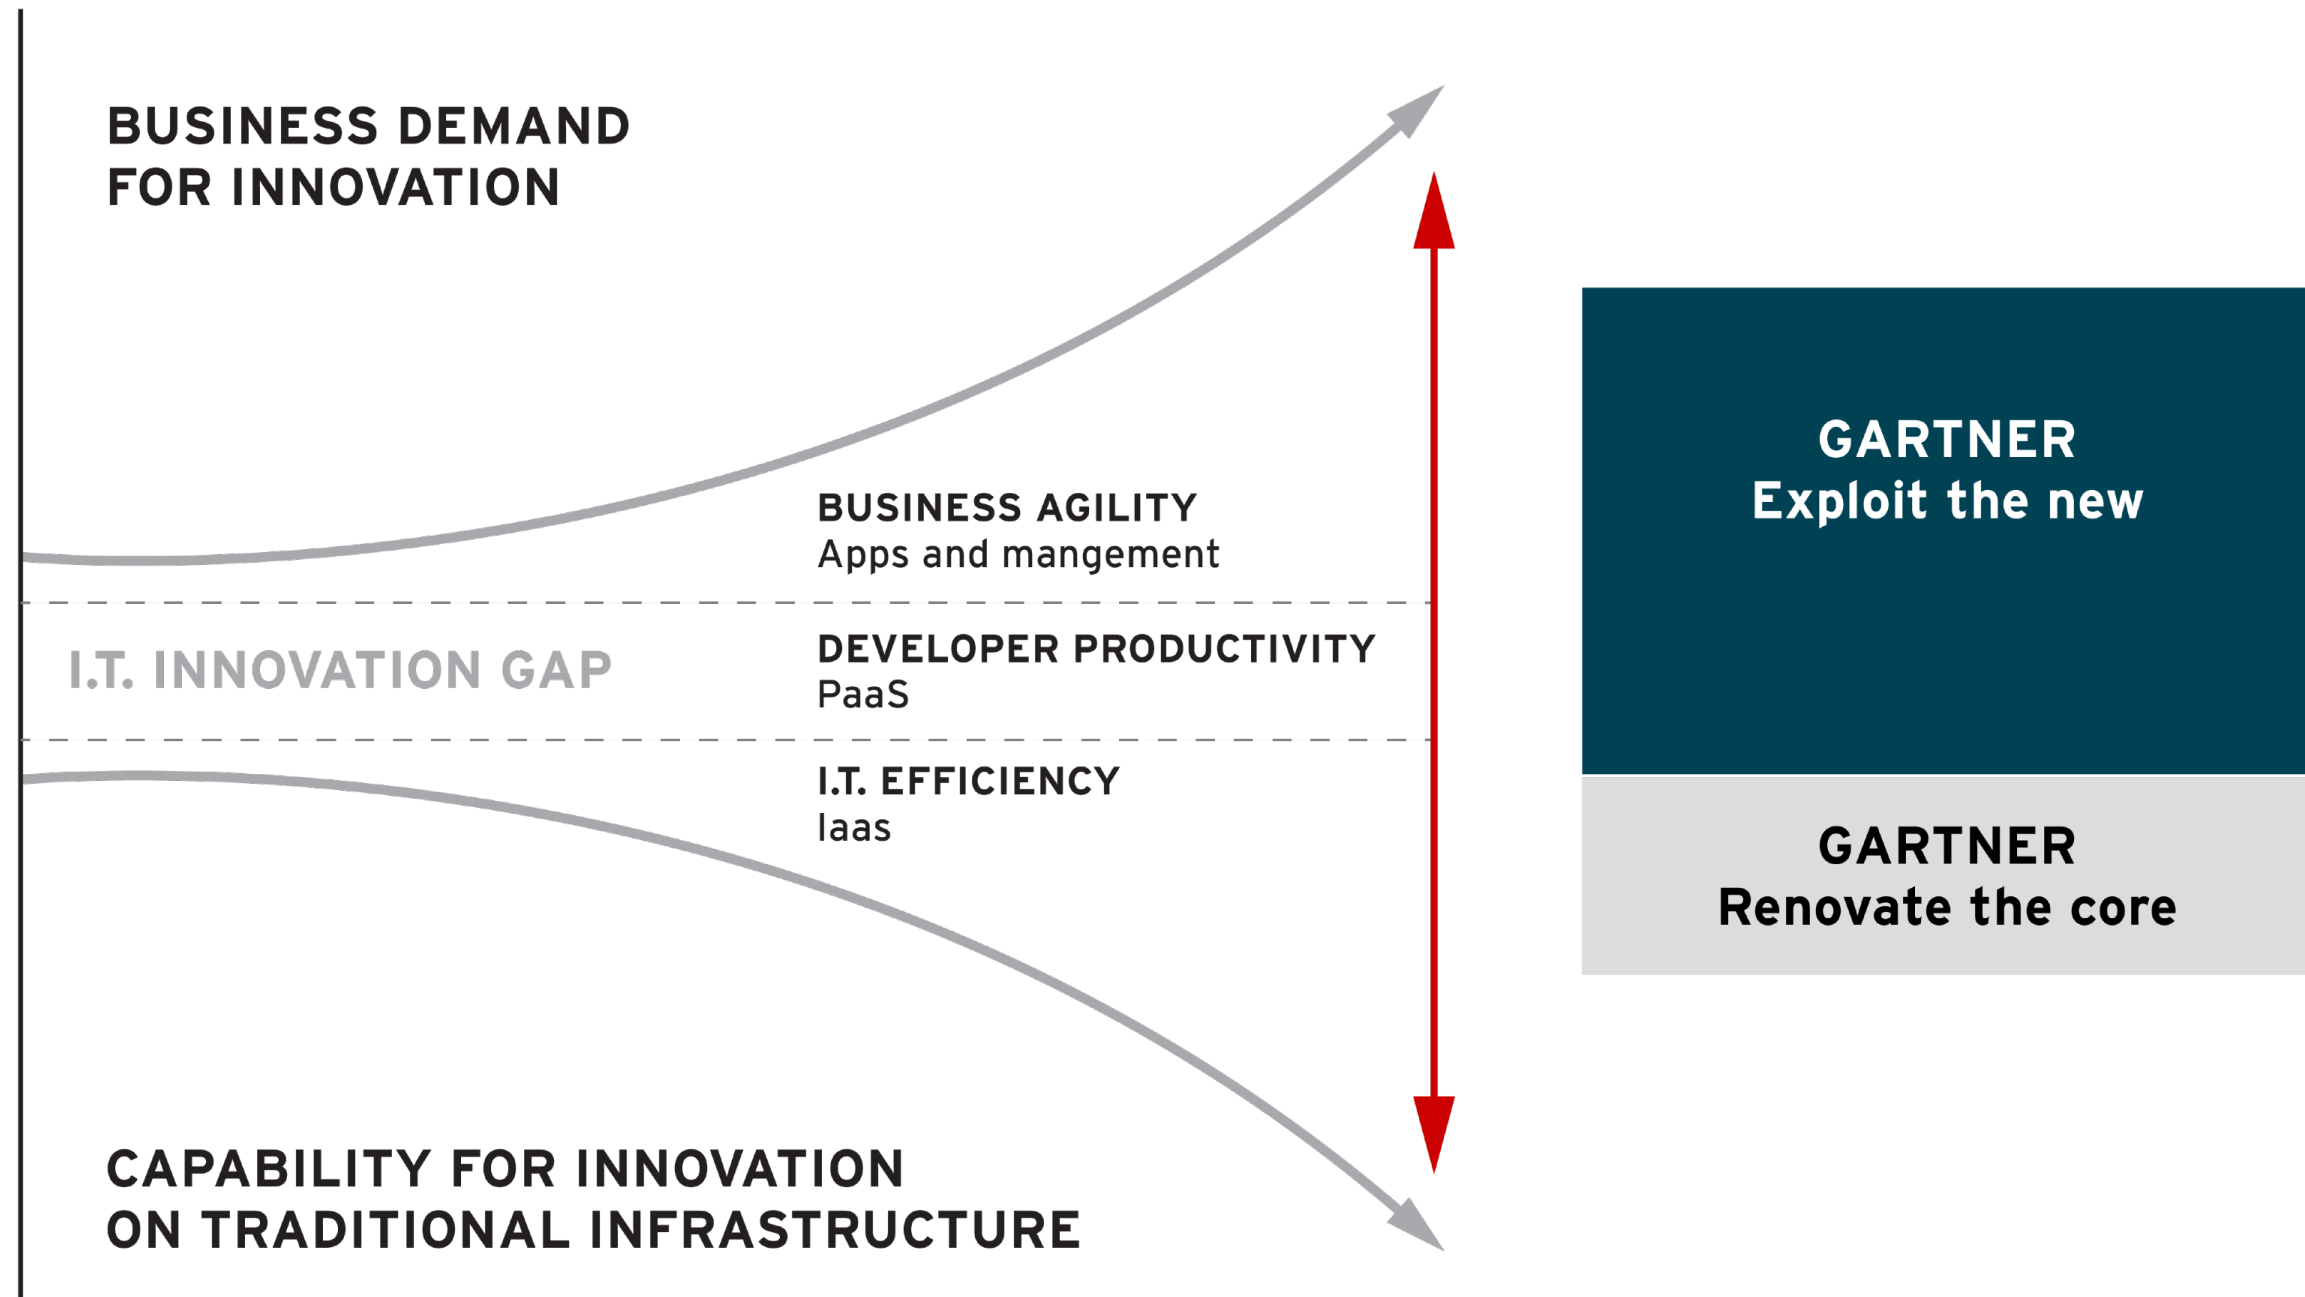 BUSINESS DEMAND
FOR INNOVATION
BUSINESS AGILITY
Apps and mangement
I.T. INNOVATION GAP
DEVELOPER PRODUCTIVITY
PaaS
I.T. EFFICIENCY
Iaas
CAPABILITY FOR INNOVATION
ON TRADITIONAL INFRASTRUCTURE
GARTNER
Exploit the new
GARTNER
Renovate the core